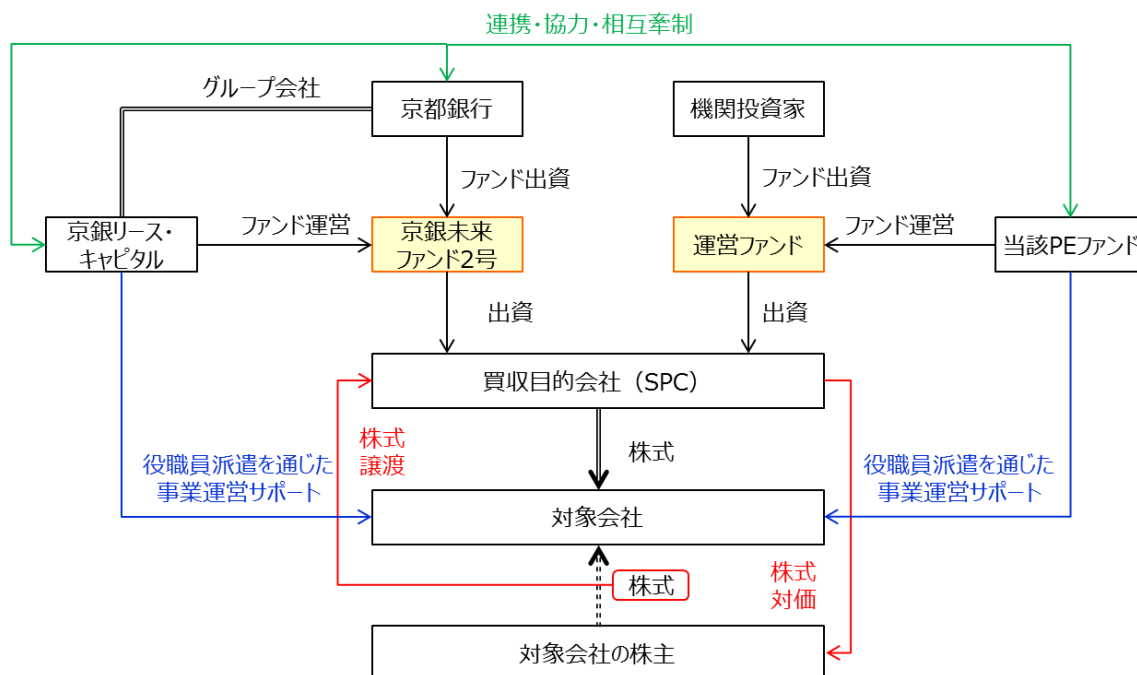 連携・協力・相互牽制
グループ会社
京都銀行
機関投資家
ファンド出資
ファンド出資
京銀リース・
キャピタル
ファンド運営
京銀未来
ファンド2号
運営ファンド
ファンド運営
当該PEファンド
出資
出資
買収目的会社（SPC）
株式
譲渡
株式
役職員派遣を通じた
事業運営サポート
役職員派遣を通じた
事業運営サポート
対象会社
株式
株式
対価
対象会社の株主